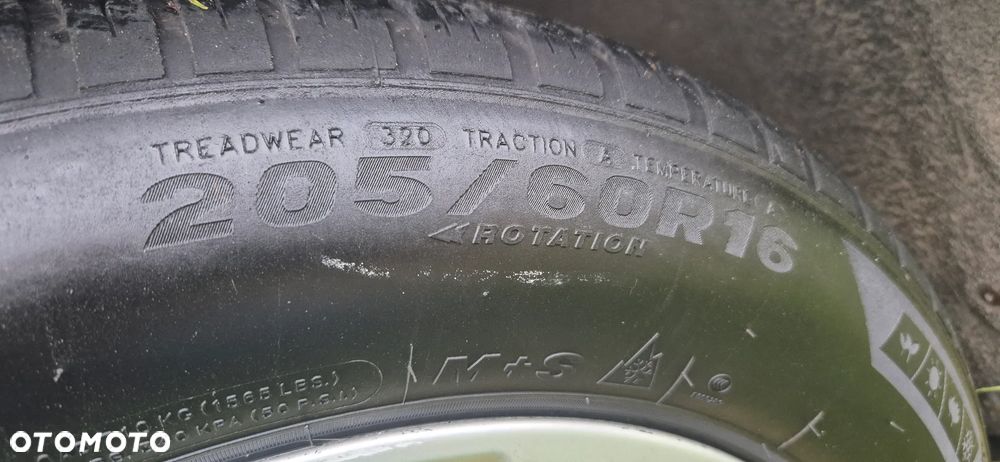 TREADWEAR 320 TRACTION A TEMPERATURE A
205/60R16
ROTATION
M+S
KG (1565 LBS.)
KPA (50 P.S.I.)
OTOMOTO